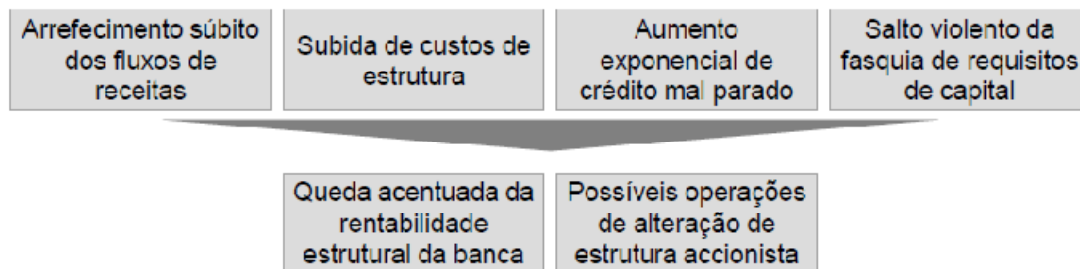 Arrefecimento súbito
dos fluxos de
receitas
Subida de custos de
estrutura
Aumento
exponencial de
crédito mal parado
Salto violento da
fasquia de requisitos
de capital
Queda acentuada da
rentabilidade
estrutural da banca
Possíveis operações
de alteração de
estrutura accionista